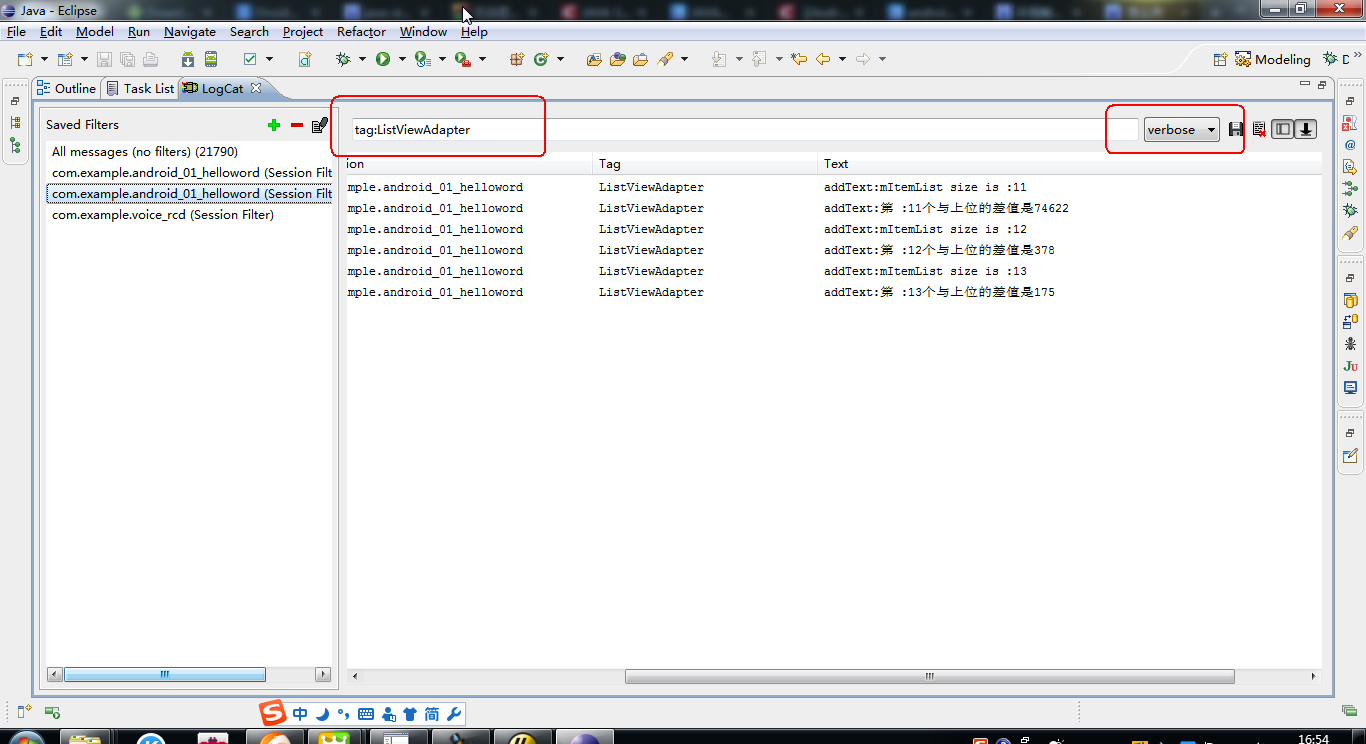 Java - Eclipse
File Edit Model Run Navigate Search Project Refactor Window Help
Modeling D
Outline Task List LogCat
Saved Filters
tag:ListViewAdapter verbose
All messages (no filters) (21790)
com.example.android_01_helloword (Session Filt
com.example.android_01_helloword (Session Filt
com.example.voice_rcd (Session Filter)
ion Tag Text
mple.android_01_helloword ListViewAdapter addText:mItemList size is :11
mple.android_01_helloword ListViewAdapter addText:第 :11个与上位的差值是74622
mple.android_01_helloword ListViewAdapter addText:mItemList size is :12
mple.android_01_helloword ListViewAdapter addText:第 :12个与上位的差值是378
mple.android_01_helloword ListViewAdapter addText:mItemList size is :13
mple.android_01_helloword ListViewAdapter addText:第 :13个与上位的差值是175
Ju
S 中 简
16:54